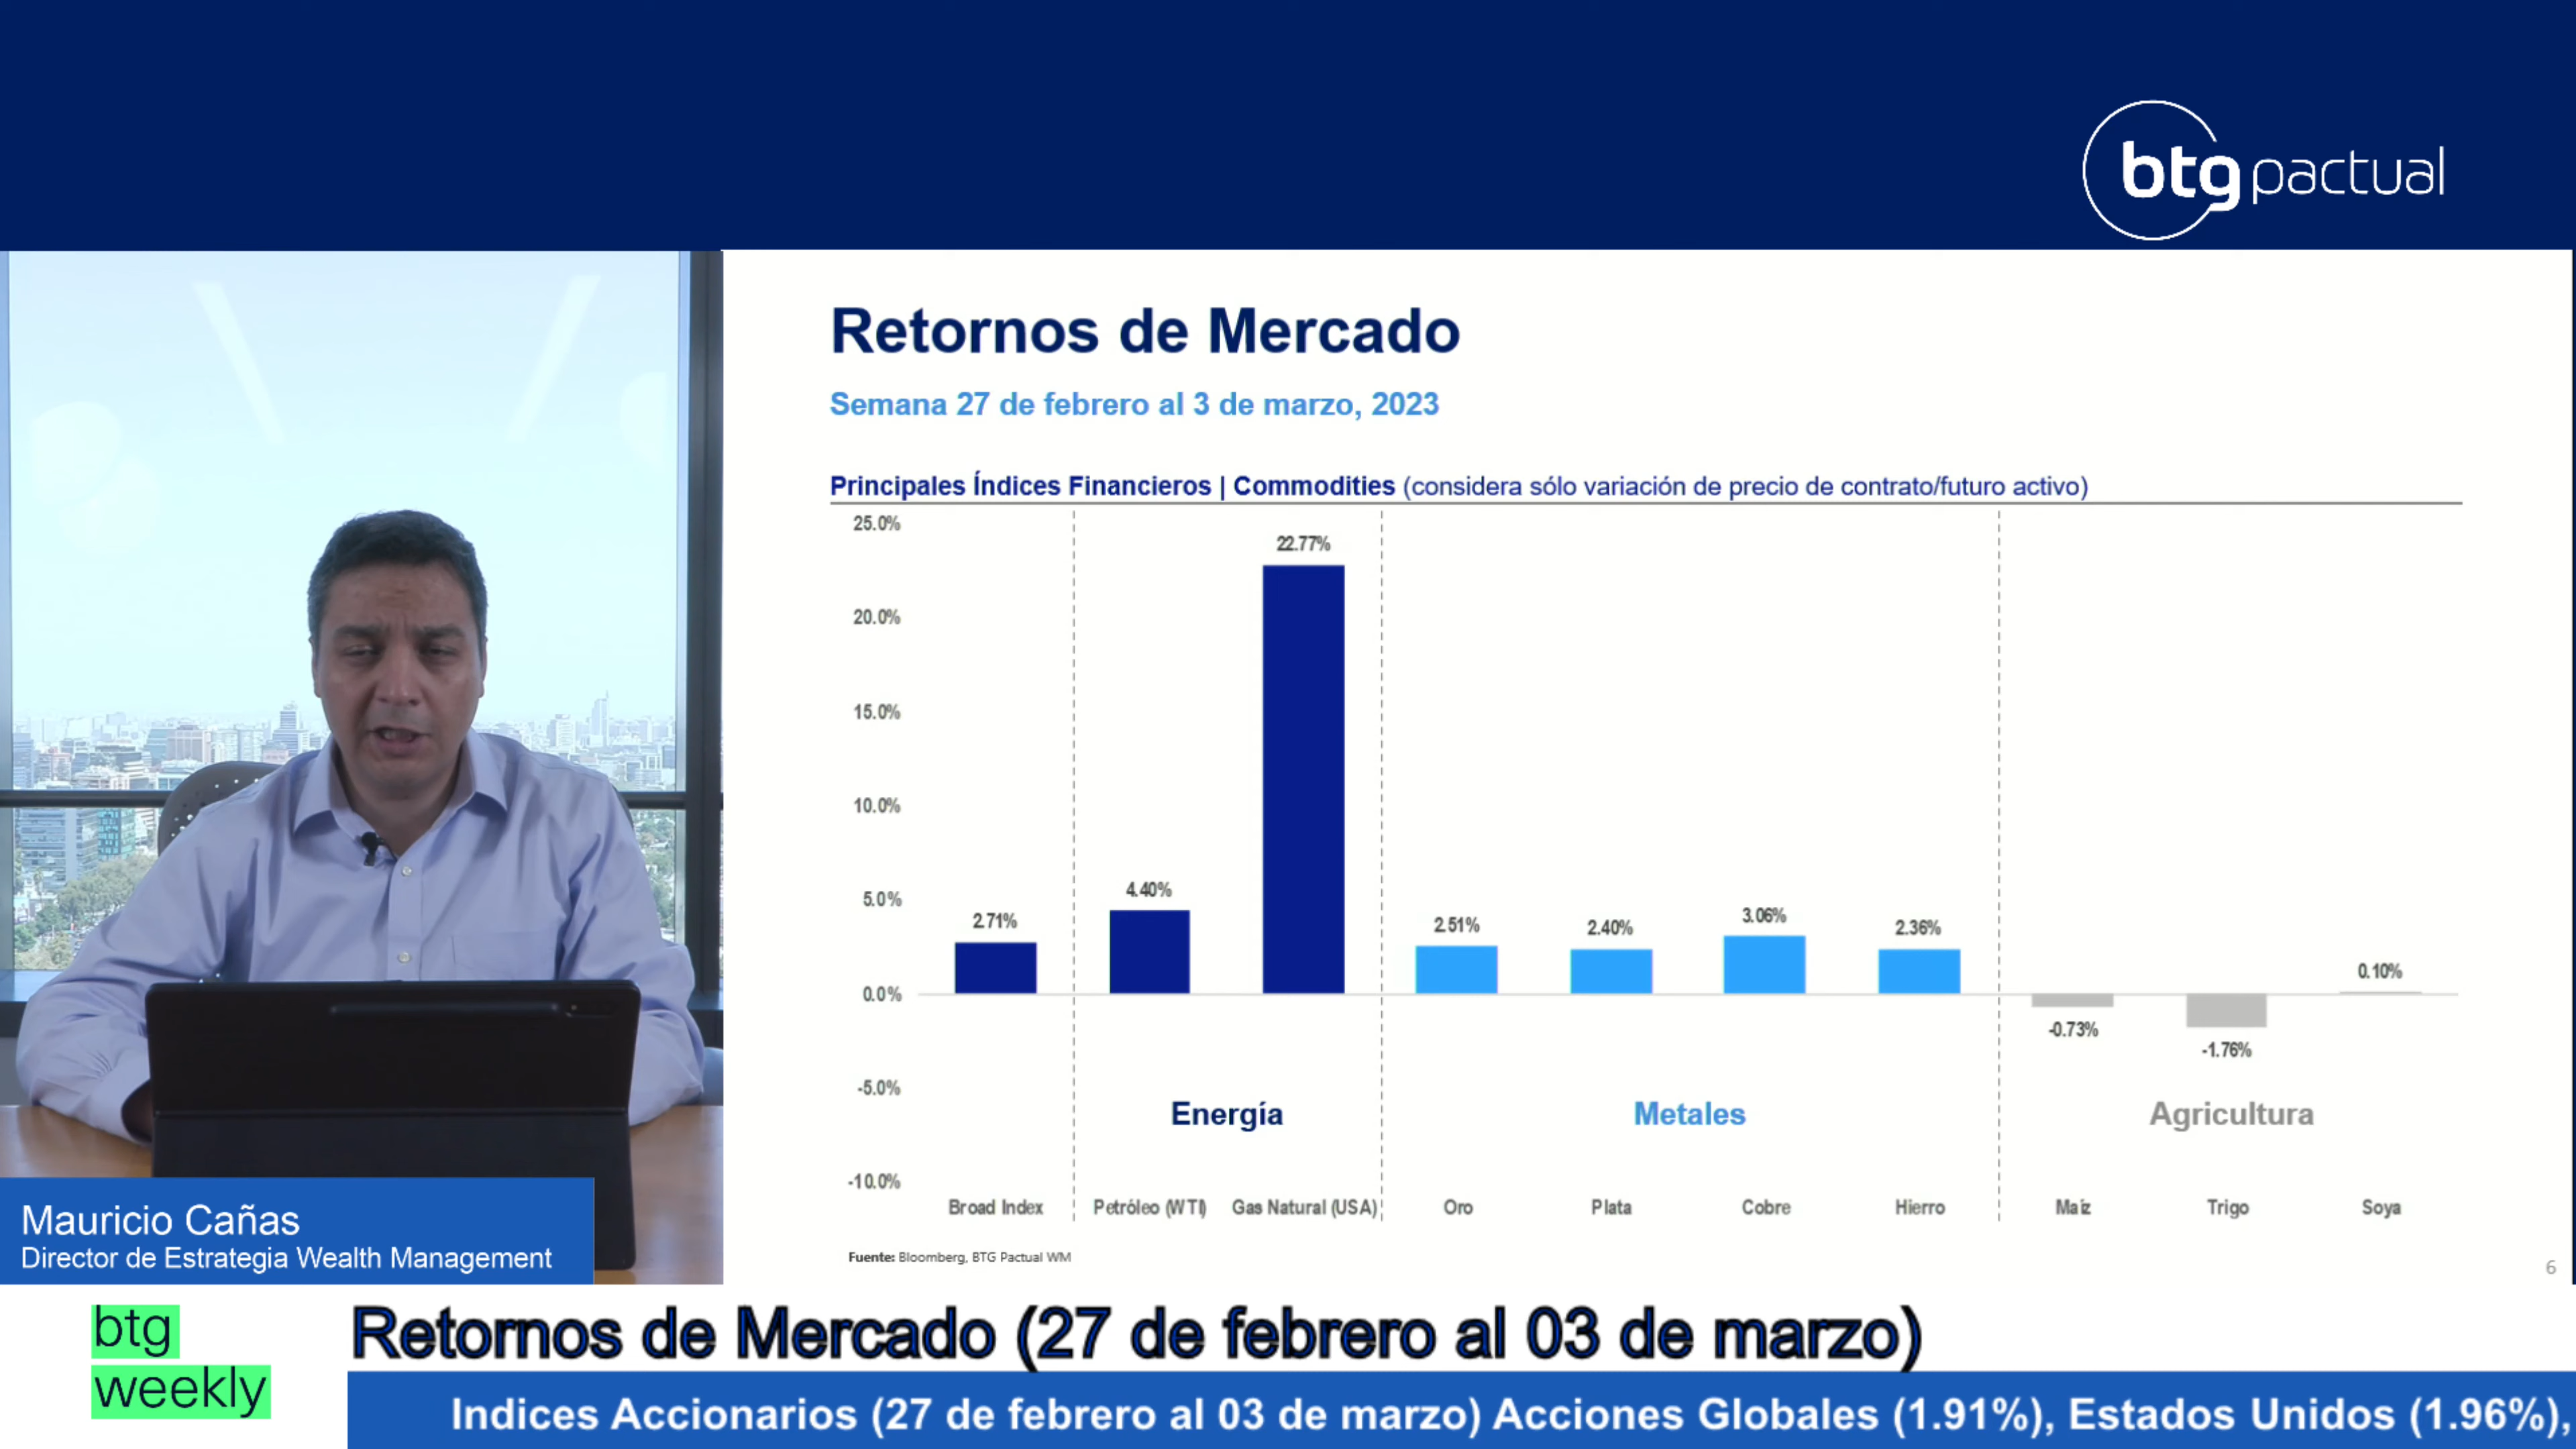 btg pactual
Retornos de Mercado
Semana 27 de febrero al 3 de marzo, 2023
Principales Índices Financieros | Commodities (considera sólo variación de precio de contrato/futuro activo)
25.0%
20.0%
15.0%
10.0%
5.0%
0.0%
-5.0%
-10.0%
2.71%
4.40%
22.77%
2.51%
2.40%
3.06%
2.36%
-0.73%
-1.76%
0.10%
Energía
Metales
Agricultura
Broad Index
Petróleo (WTI)
Gas Natural (USA)
Oro
Plata
Cobre
Hierro
Maíz
Trigo
Soya
Fuente: Bloomberg, BTG Pactual WM
6
Mauricio Cañas
Director de Estrategia Wealth Management
btg
weekly
Retornos de Mercado (27 de febrero al 03 de marzo)
Indices Accionarios (27 de febrero al 03 de marzo) Acciones Globales (1.91%), Estados Unidos (1.96%),